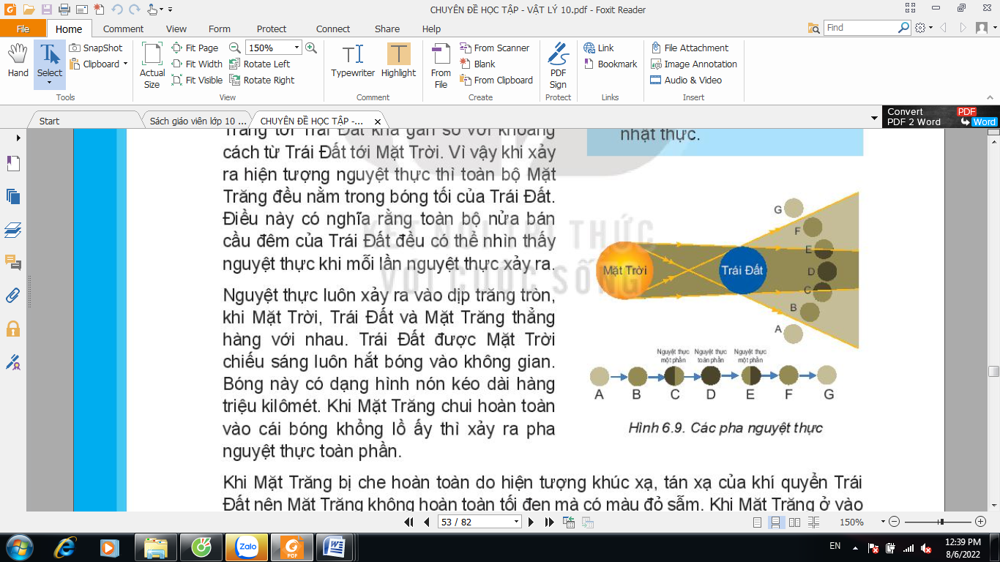 CHUYÊN ĐỀ HỌC TẬP - VẬT LÝ 10.pdf - Foxit Reader
File Home Comment View Form Protect Connect Share Help Find
Hand
Select
SnapShot
Clipboard
Tools
Actual Size
Fit Page
Fit Width
Fit Visible
150%
Rotate Left
Rotate Right
View
Typewriter Highlight
Comment
From File
From Scanner
Blank
From Clipboard
Create
PDF Sign
Protect
Link
Bookmark
Links
File Attachment
Image Annotation
Audio & Video
Insert
Start Sách giáo viên lớp 10 ... CHUYÊN ĐỀ HỌC TẬP -... x
Convert PDF
PDF 2 Word Word
Trăng tới Trái Đất khá gần so với khoảng
cách từ Trái Đất tới Mặt Trời. Vì vậy khi xảy
ra hiện tượng nguyệt thực thì toàn bộ Mặt
Trăng đều nằm trong bóng tối của Trái Đất.
Điều này có nghĩa rằng toàn bộ nửa bán
cầu đêm của Trái Đất đều có thể nhìn thấy
nguyệt thực khi mỗi lần nguyệt thực xảy ra.
Nguyệt thực luôn xảy ra vào dịp trăng tròn,
khi Mặt Trời, Trái Đất và Mặt Trăng thẳng
hàng với nhau. Trái Đất được Mặt Trời
chiếu sáng luôn hắt bóng vào không gian.
Bóng này có dạng hình nón kéo dài hàng
triệu kilômét. Khi Mặt Trăng chui hoàn toàn
vào cái bóng khổng lồ ấy thì xảy ra pha
nguyệt thực toàn phần.
nhật thực.
KẾT NỐI TRI THỨC
VỚI CUỘC SỐNG
G
F
E
D
C
B
A
Mặt Trời
Trái Đất
Nguyệt thực một phần
Nguyệt thực toàn phần
Nguyệt thực một phần
A B C D E F G
Hình 6.9. Các pha nguyệt thực
Khi Mặt Trăng bị che hoàn toàn do hiện tượng khúc xạ, tán xạ của khí quyển Trái
Đất nên Mặt Trăng không hoàn toàn tối đen mà có màu đỏ sẫm. Khi Mặt Trăng ở vào
53 / 82
150%
Zalo
PDF
EN
12:39 PM
8/6/2022